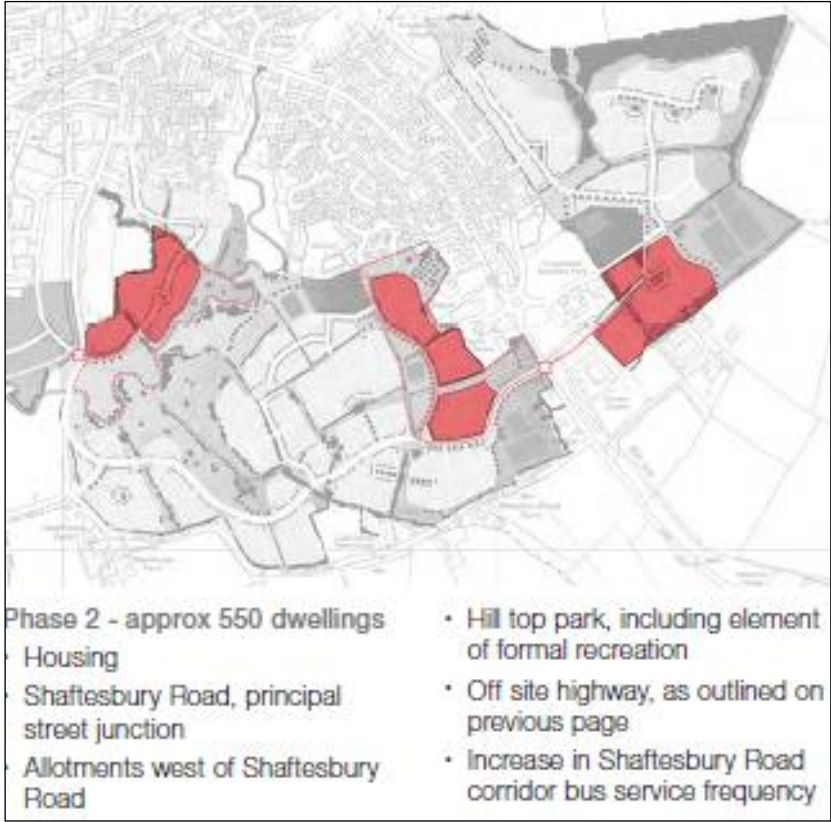 Phase 2 - approx 550 dwellings
• Housing
• Shaftesbury Road, principal
street junction
• Allotments west of Shaftesbury
Road
• Hill top park, including element
of formal recreation
• Off site highway, as outlined on
previous page
• Increase in Shaftesbury Road
corridor bus service frequency